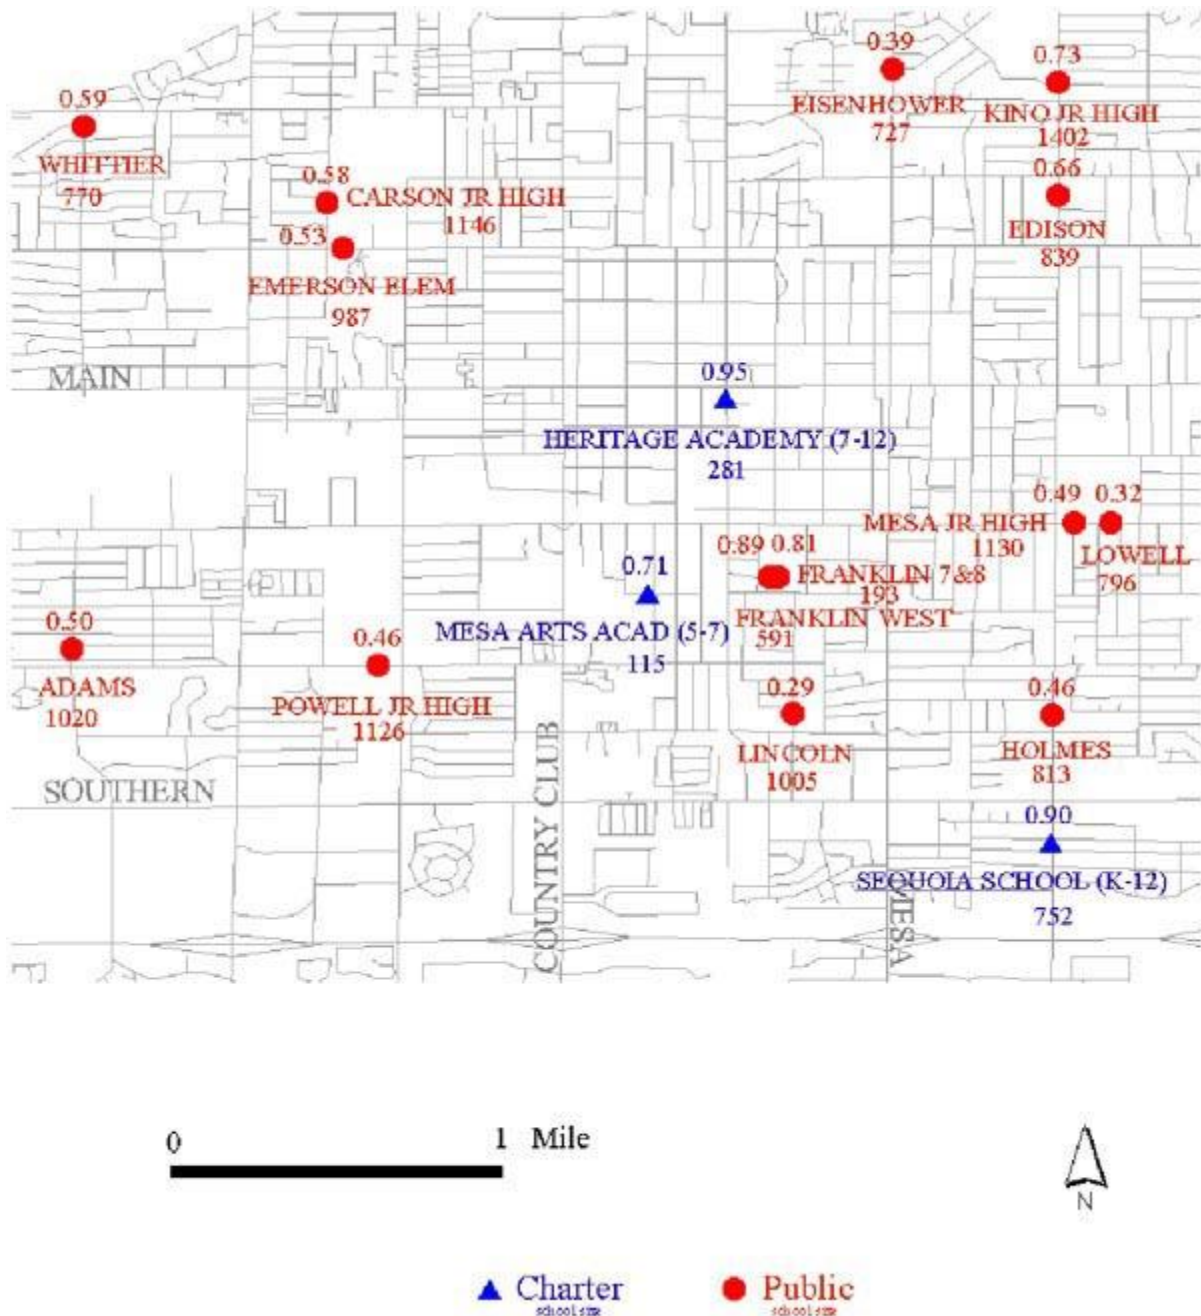 0.39
0.73
EISENHOWER
727
KINO JR HIGH
1402
0.59
WHITTIER
770
0.58
CARSON JR HIGH
1146
0.66
EDISON
839
0.53
EMERSON ELEM
987
MAIN
0.95
HERITAGE ACADEMY (7-12)
281
0.49 0.32
MESA JR HIGH
1130
LOWELL
796
0.89 0.81
FRANKLIN 7&8
193
FRANKLIN WEST
591
0.71
MESA ARTS ACAD (5-7)
115
0.50
ADAMS
1020
0.46
POWELL JR HIGH
1126
0.29
LINCOLN
1005
0.46
HOLMES
813
SOUTHERN
COUNTRY CLUB
0.90
SEQUOIA SCHOOL (K-12)
752
MESA
0 1 Mile
N
Charter
school size
Public
school size